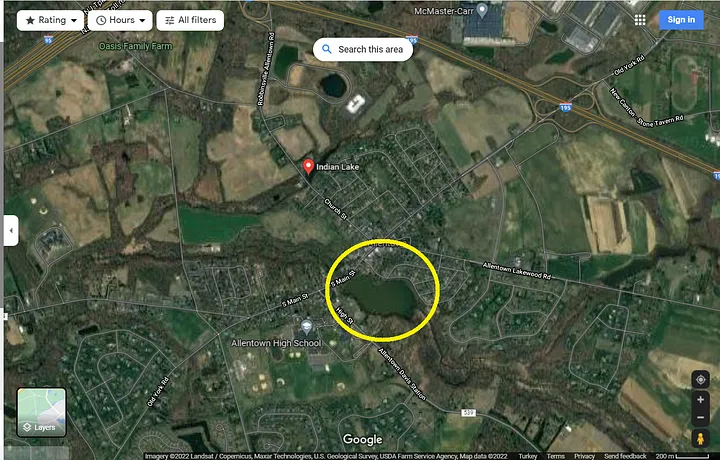 Rating
Hours
All filters
McMaster-Carr
Sign in
Oasis Family Farm
95
Search this area
Robbinsville Allentown Rd
Old York Rd
195
New Canton - Stone Tavern Rd
Indian Lake
Church St
Allentown Lakewood Rd
S Main St
S Main St
High St
Allentown High School
Allentown Davis Station
Old York Rd
539
Layers
Google
Imagery ©2022 Landsat / Copernicus, Maxar Technologies, U.S. Geological Survey, USDA Farm Service Agency, Map data ©2022 Turkey Terms Privacy Send feedback 200 m